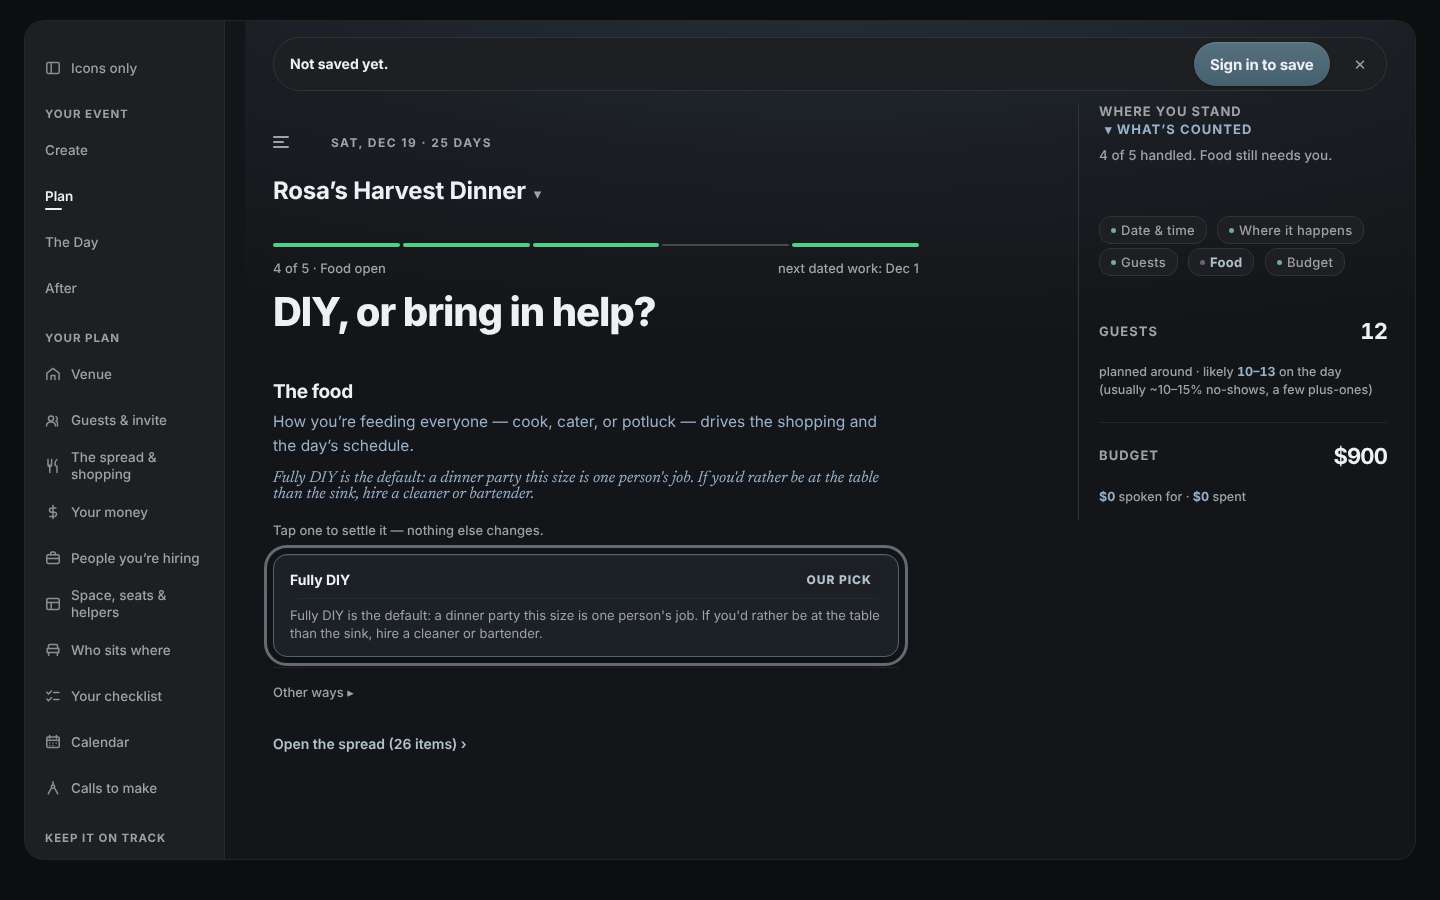 Icons only
YOUR EVENT
Create
Plan
The Day
After
YOUR PLAN
Venue
Guests & invite
The spread &
shopping
Your money
People you're hiring
Space, seats &
helpers
Who sits where
Your checklist
Calendar
Calls to make
KEEP IT ON TRACK
Not saved yet.
Sign in to save ×
SAT, DEC 19 · 25 DAYS
Rosa’s Harvest Dinner ▾
4 of 5 · Food open
next dated work: Dec 1
DIY, or bring in help?
The food
How you’re feeding everyone — cook, cater, or potluck — drives the shopping and
the day’s schedule.
Fully DIY is the default: a dinner party this size is one person's job. If you'd rather be at the table
than the sink, hire a cleaner or bartender.
Tap one to settle it — nothing else changes.
Fully DIY
OUR PICK
Fully DIY is the default: a dinner party this size is one person's job. If you'd rather be at the table
than the sink, hire a cleaner or bartender.
Other ways ▸
Open the spread (26 items) ›
WHERE YOU STAND
▾ WHAT’S COUNTED
4 of 5 handled. Food still needs you.
Date & time
Where it happens
Guests
Food
Budget
GUESTS
12
planned around · likely 10–13 on the day
(usually ~10–15% no-shows, a few plus-ones)
BUDGET
$900
$0 spoken for · $0 spent